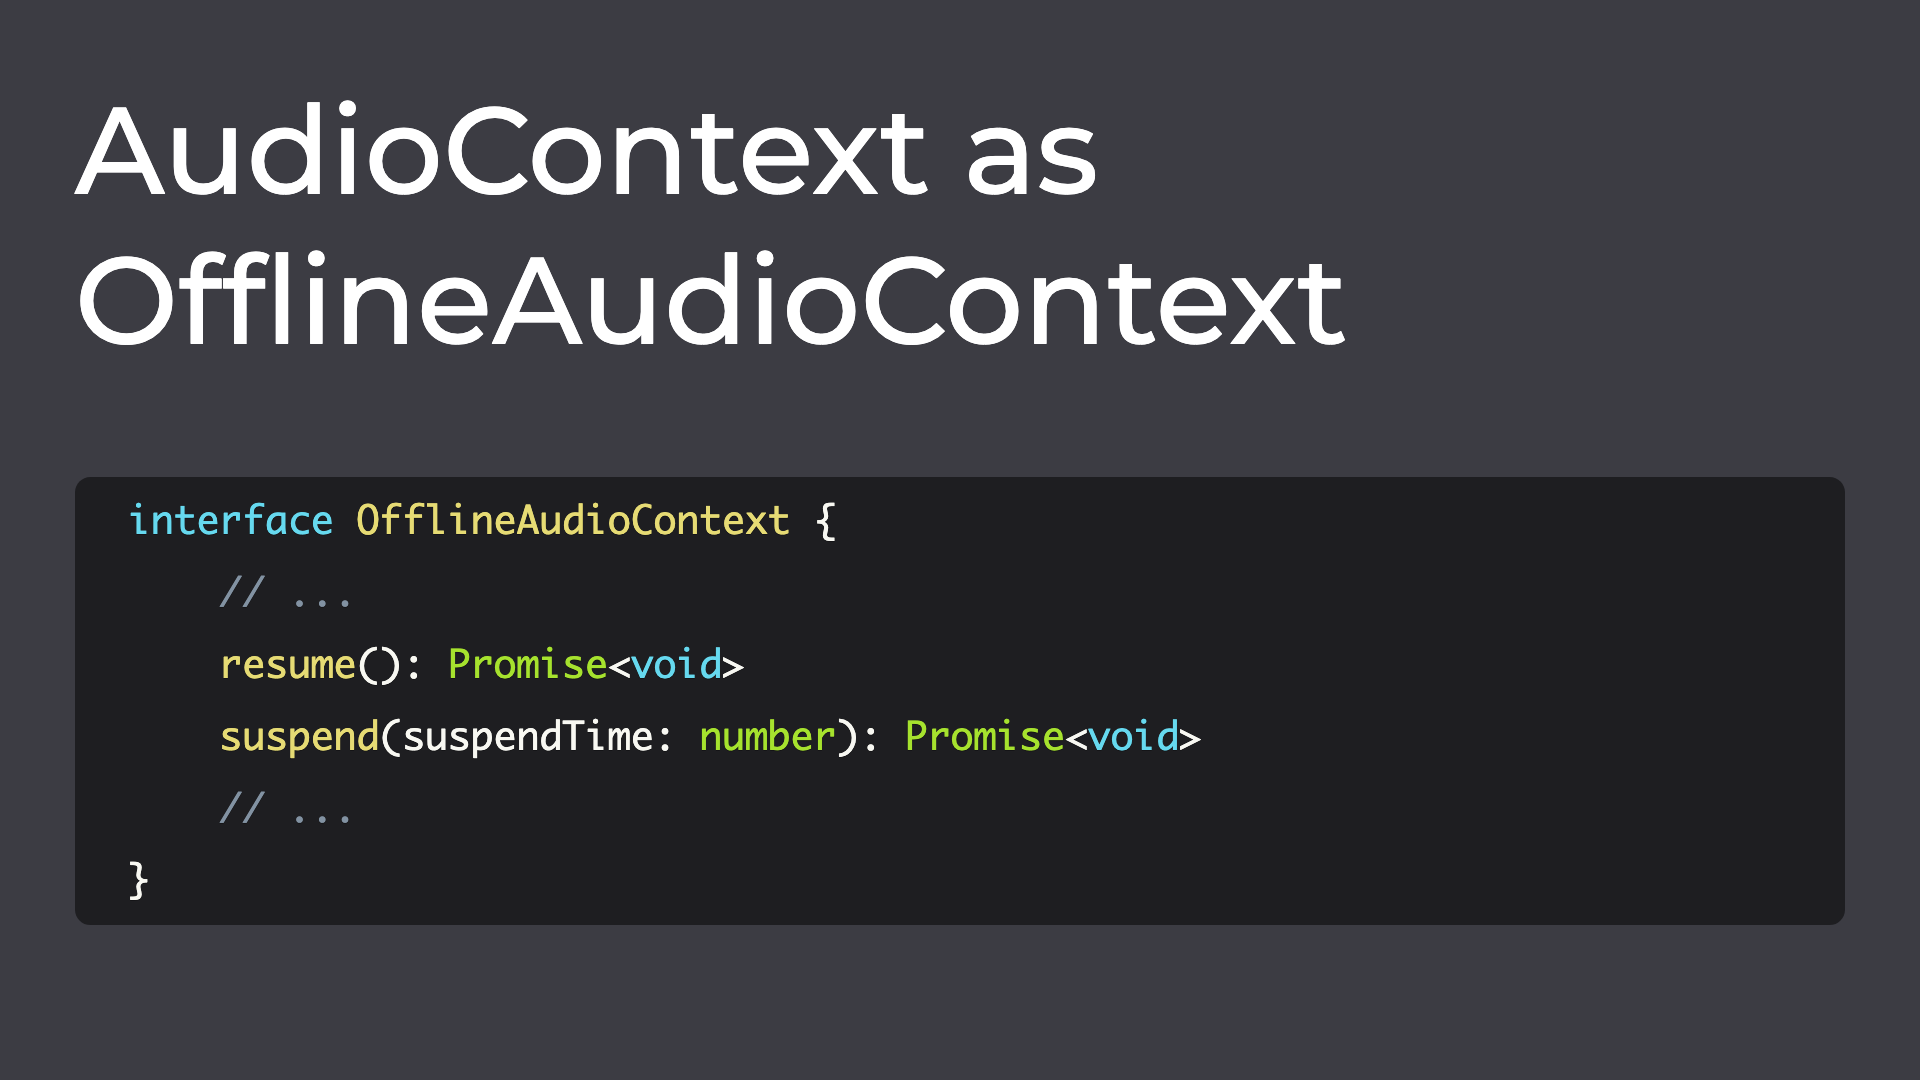 AudioContext as
OfflineAudioContext
interface OfflineAudioContext {
    // ...
    resume(): Promise<void>
    suspend(suspendTime: number): Promise<void>
    // ...
}